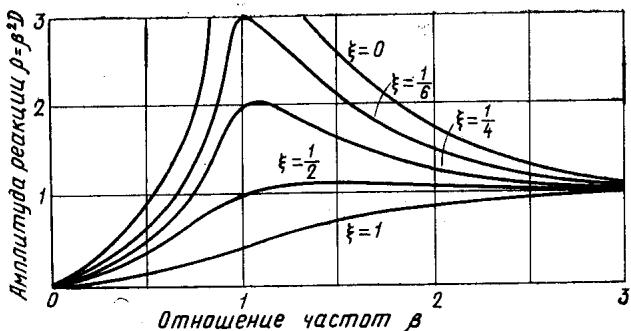 Амплитуда реакции ρ=β²D
3
2
1
ξ=0
ξ=1/6
ξ=1/4
ξ=1/2
ξ=1
0
1
2
3
Отношение частот β